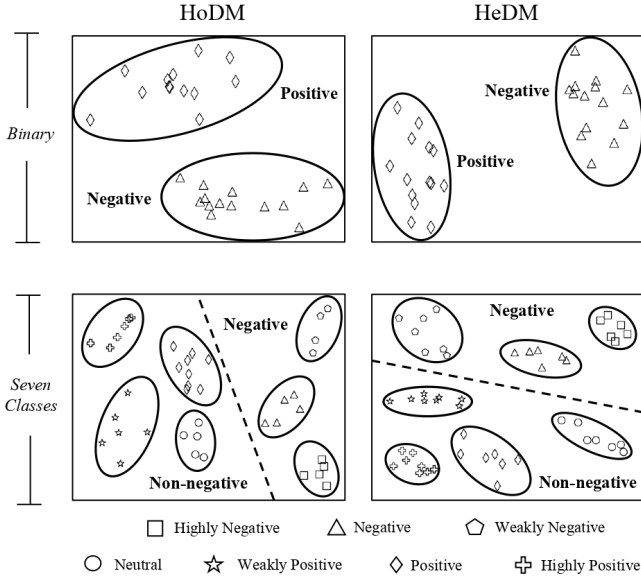 HoDM
HeDM
Binary
Positive
Negative
Negative
Positive
Seven
Classes
Negative
Non-negative
Negative
Non-negative
Highly Negative
Negative
Weakly Negative
Neutral
Weakly Positive
Positive
Highly Positive